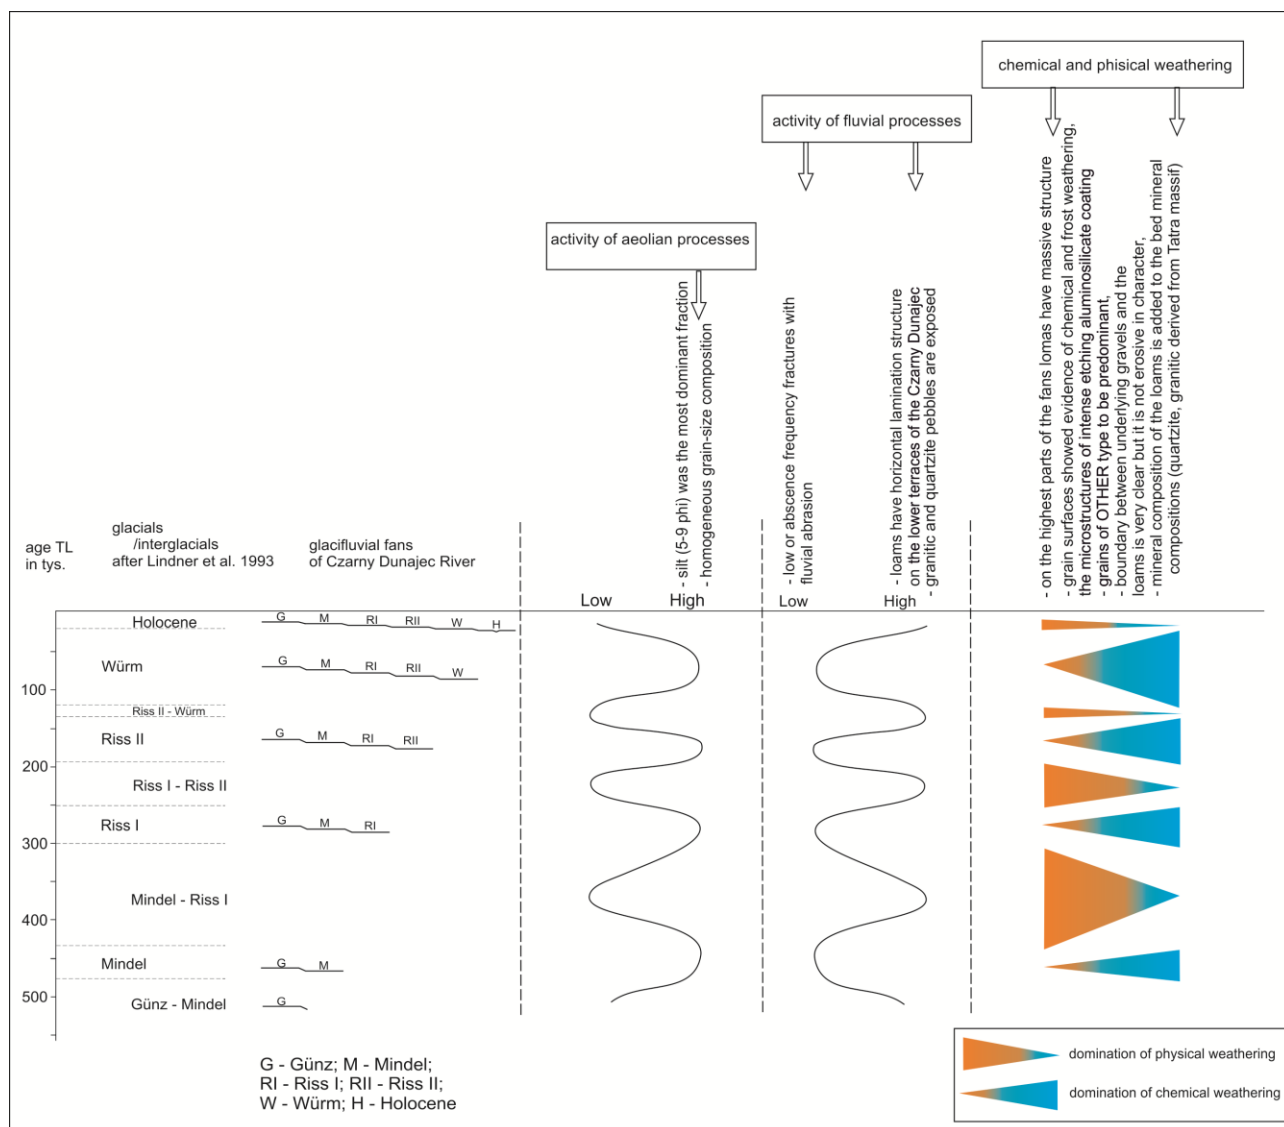 chemical and phisical weathering
activity of fluvial processes
activity of aeolian processes
- silt (5-9 phi) was the most dominant fraction
- homogeneous grain-size composition
- low or abscence frequency fractures with
fluvial abrasion
- loams have horizontal lamination structure
on the lower terraces of the Czarny Dunajec
- granitic and quartzite pebbles are exposed
- on the highest parts of the fans lomas have massive structure
- grain surfaces showed evidence of chemical and frost weathering,
the microstructures of intense etching aluminosilicate coating
- grains of OTHER type to be predominant,
- boundary between underlying gravels and the
loams is very clear but it is not erosive in character,
- mineral composition of the loams is added to the bed mineral
compositions (quartzite, granitic derived from Tatra massif)
age TL
in tys.
glacials
/interglacials
after Lindner et al. 1993
glacifluvial fans
of Czarny Dunajec River
Low High Low High
Holocene G M RI RII W H
Würm G M RI RII W
100
Riss II - Würm
Riss II G M RI RII
200
Riss I - Riss II
Riss I G M RI
300
Mindel - Riss I
400
Mindel G M
500
Günz - Mindel G
G - Günz; M - Mindel;
RI - Riss I; RII - Riss II;
W - Würm; H - Holocene
domination of physical weathering
domination of chemical weathering